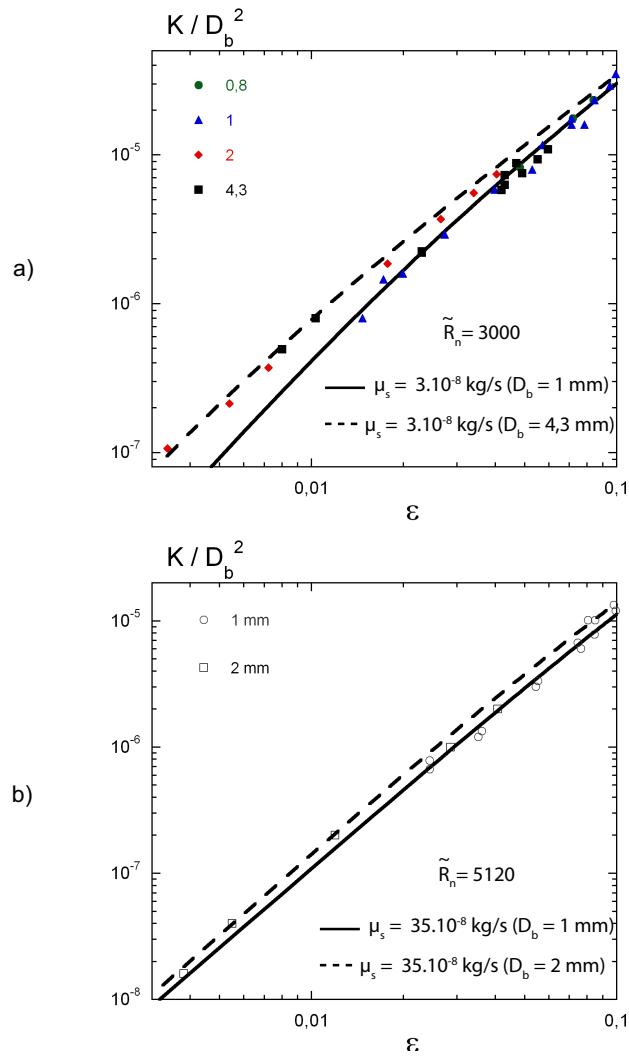 K / D_b^2
a)
0,8
1
2
4,3
10^-5
10^-6
10^-7
R̃_n = 3000
μ_s = 3.10^-8 kg/s (D_b = 1 mm)
μ_s = 3.10^-8 kg/s (D_b = 4,3 mm)
0,01
0,1
ε
K / D_b^2
b)
1 mm
2 mm
10^-5
10^-6
10^-7
10^-8
R̃_n = 5120
μ_s = 35.10^-8 kg/s (D_b = 1 mm)
μ_s = 35.10^-8 kg/s (D_b = 2 mm)
0,01
0,1
ε